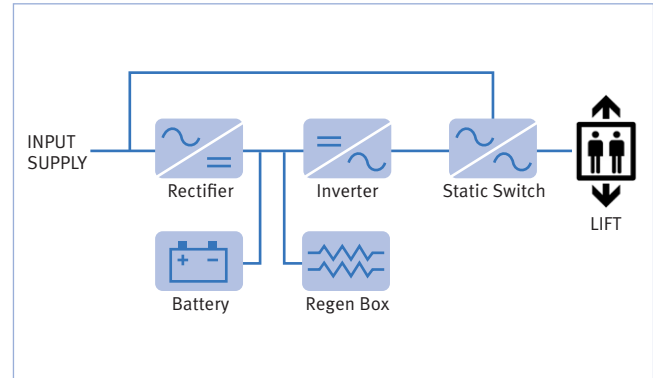 INPUT
SUPPLY
Rectifier
Inverter
Static Switch
LIFT
Battery
Regen Box